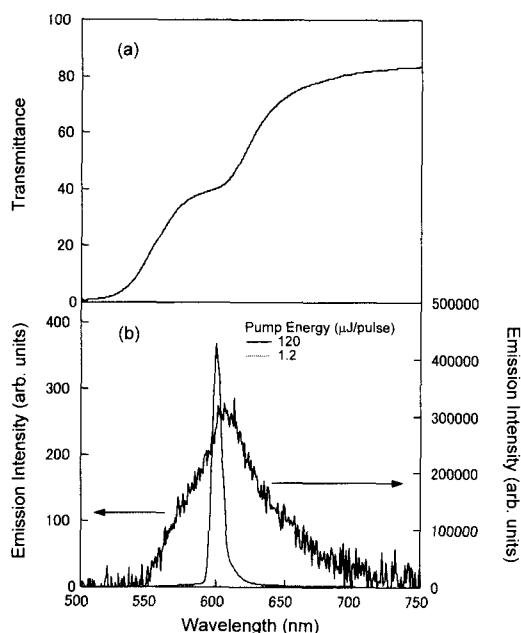 100
(a)
80
60
40
20
0
Transmittance
500000
400
(b)
Pump Energy (μJ/pulse)
120
1.2
400000
300
300000
200
200000
100
100000
0
0
Emission Intensity (arb. units)
Emission Intensity (arb. units)
500 550 600 650 700 750
Wavelength (nm)